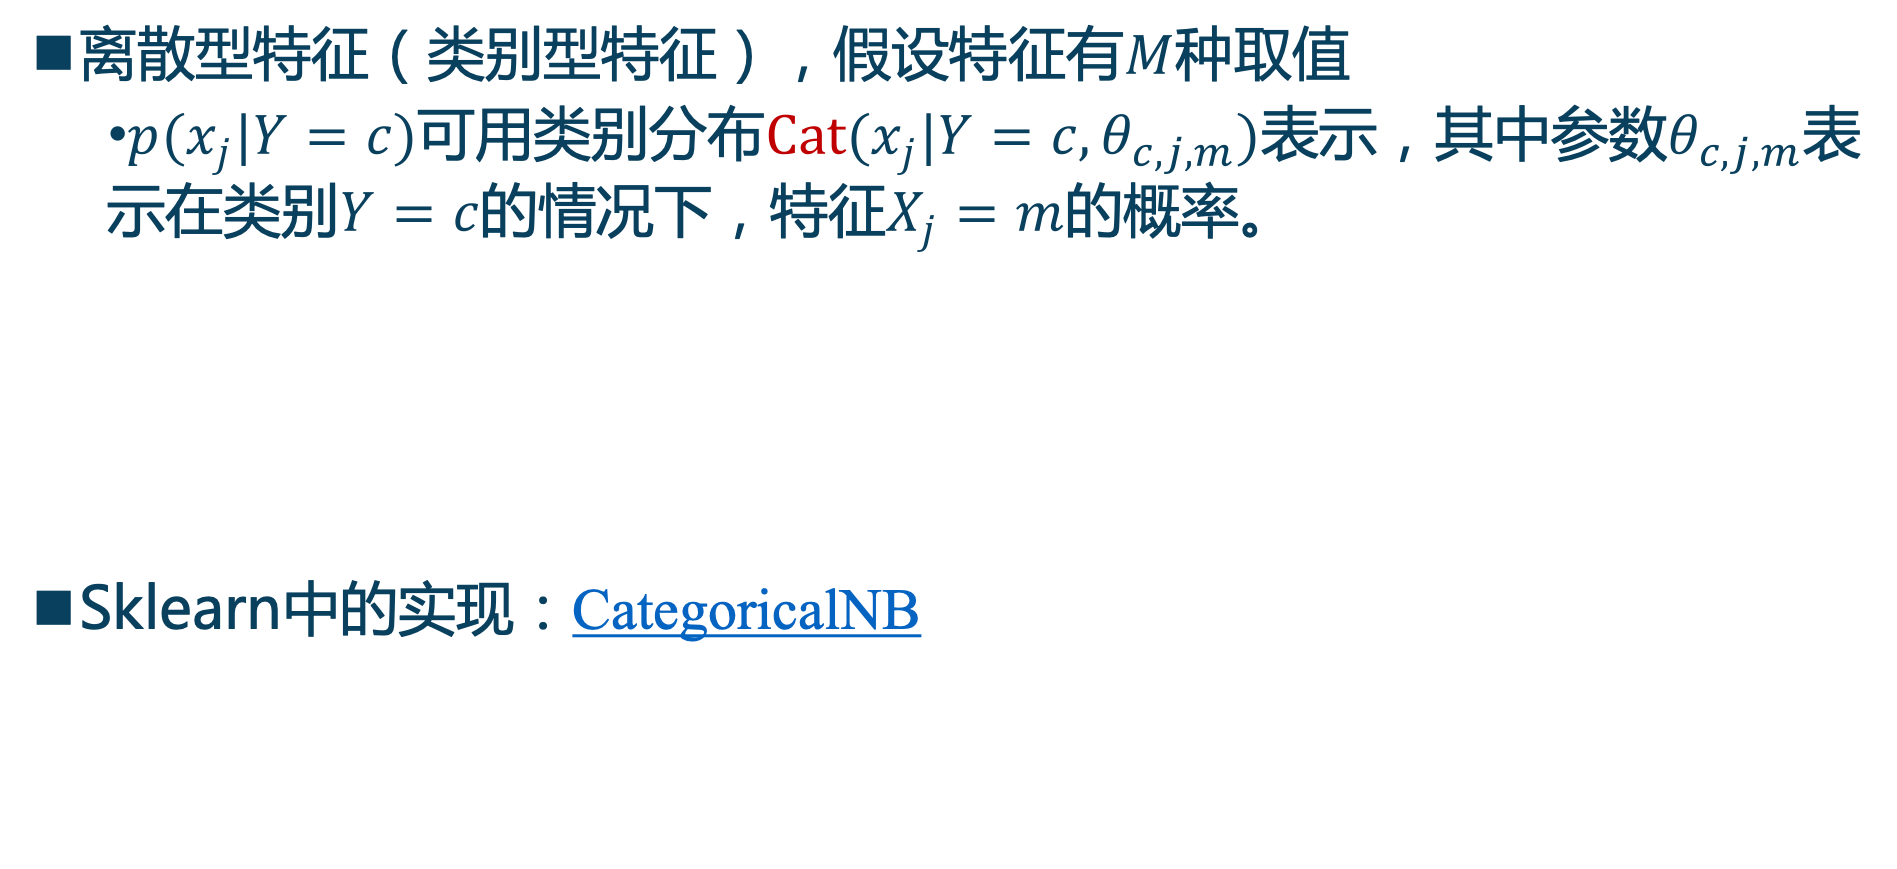 ■离散型特征（类别型特征），假设特征有M种取值
•p(x_j|Y = c)可用类别分布Cat(x_j|Y = c, θ_{c,j,m})表示，其中参数θ_{c,j,m}表
示在类别Y = c的情况下，特征X_j = m的概率。
■Sklearn中的实现：CategoricalNB